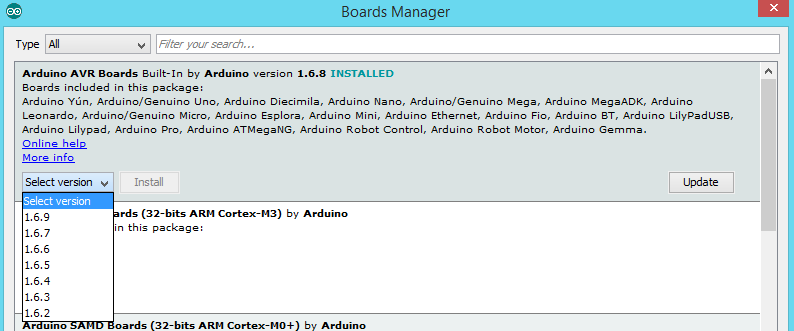 Boards Manager
Type All Filter your search...
Arduino AVR Boards Built-In by Arduino version 1.6.8 INSTALLED
Boards included in this package:
Arduino Yún, Arduino/Genuino Uno, Arduino Diecimila, Arduino Nano, Arduino/Genuino Mega, Arduino MegaADK, Arduino
Leonardo, Arduino/Genuino Micro, Arduino Esplora, Arduino Mini, Arduino Ethernet, Arduino Fio, Arduino BT, Arduino LilyPadUSB,
Arduino Lilypad, Arduino Pro, Arduino ATMegaNG, Arduino Robot Control, Arduino Robot Motor, Arduino Gemma.
Online help
More info
Select version Install Update
Select version
1.6.9
ards (32-bits ARM Cortex-M3) by Arduino
1.6.7
in this package:
1.6.6
1.6.5
1.6.4
1.6.3
1.6.2
Arduino SAMD Boards (32-bits ARM Cortex-M0+) by Arduino